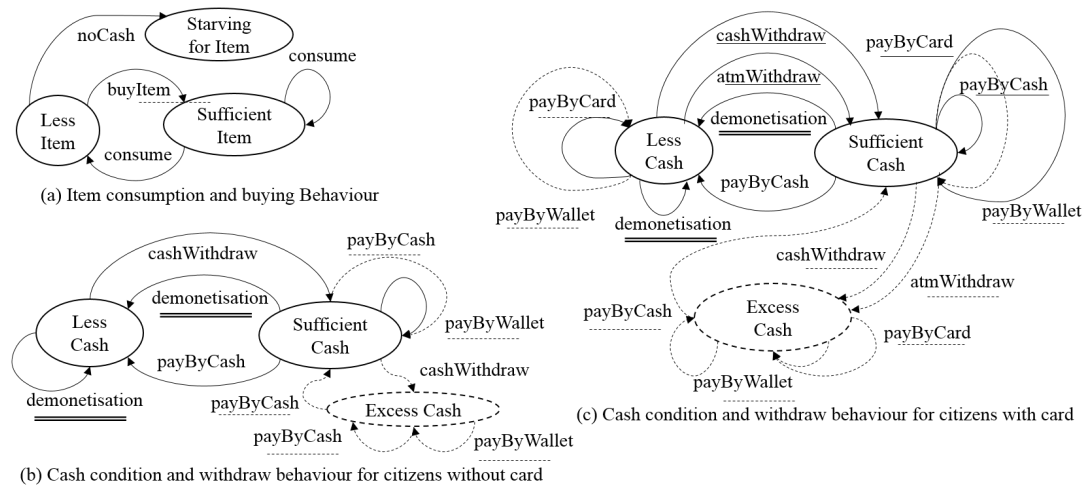 Starving
for Item
noCash
consume
buyItem
Less
Item
Sufficient
Item
consume
(a) Item consumption and buying Behaviour
cashWithdraw
payByCash
demonetisation
Less
Cash
Sufficient
Cash
payByWallet
payByCash
cashWithdraw
demonetisation
payByCash
Excess Cash
payByCash
payByWallet
(b) Cash condition and withdraw behaviour for citizens without card
cashWithdraw
payByCard
atmWithdraw
payByCash
payByCard
demonetisation
Less
Cash
Sufficient
Cash
payByCash
payByWallet
payByWallet
demonetisation
cashWithdraw
atmWithdraw
payByCash
Excess
Cash
payByCard
payByWallet
(c) Cash condition and withdraw behaviour for citizens with card